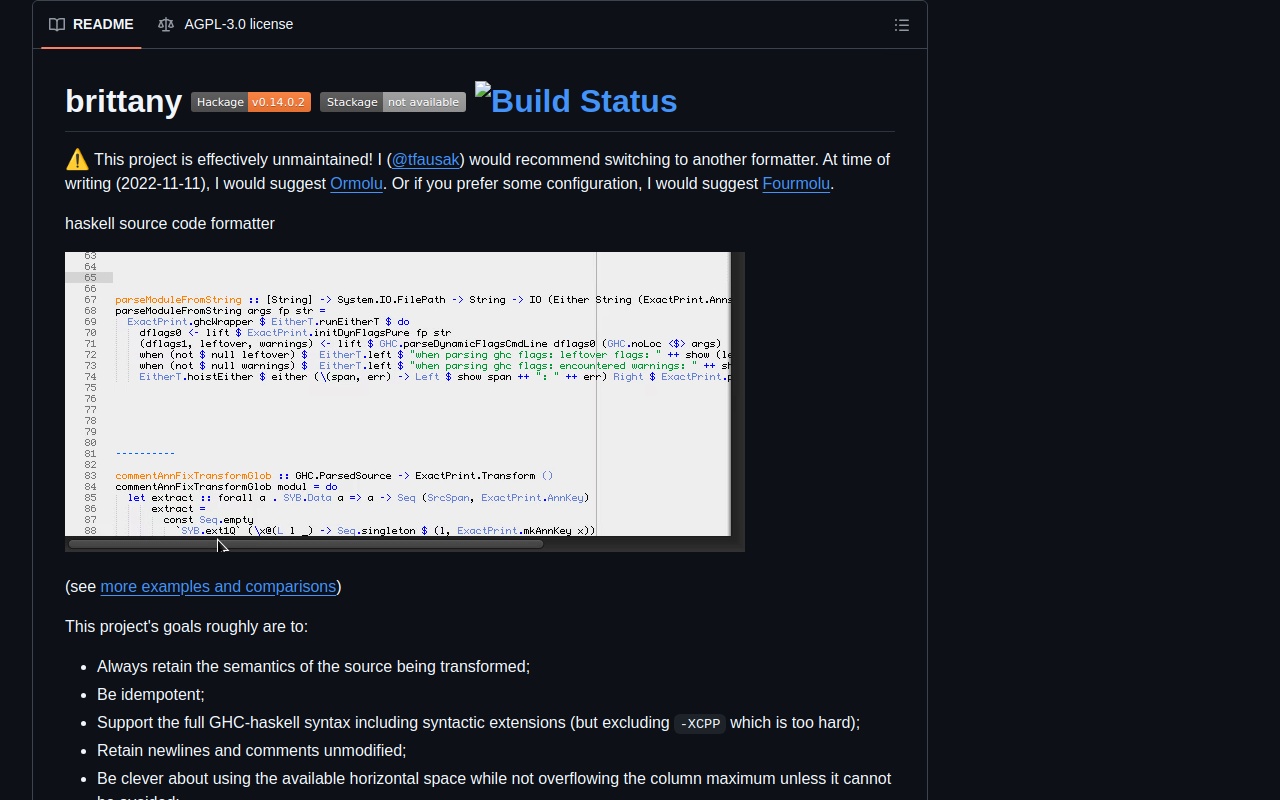 README AGPL-3.0 license
brittany Hackage v0.14.0.2 Stackage not available Build Status
⚠️ This project is effectively unmaintained! I (@tfausak) would recommend switching to another formatter. At time of
writing (2022-11-11), I would suggest Ormolu. Or if you prefer some configuration, I would suggest Fourmolu.
haskell source code formatter
63
64
65
66
67 parseModuleFromString :: [String] -> System.IO.FilePath -> String -> IO (Either String (ExactPrint.Anns
68 parseModuleFromString args fp str =
69 ExactPrint.ghcWrapper $ EitherT.runEitherT $ do
70 dflags0 <- lift $ ExactPrint.initDynFlagsPure fp str
71 (dflags1, leftover, warnings) <- lift $ GHC.parseDynamicFlagsCmdLine dflags0 (GHC.noLoc <$> args)
72 when (not $ null leftover) $ EitherT.left $ "when parsing ghc flags: leftover flags: " ++ show (le
73 when (not $ null warnings) $ EitherT.left $ "when parsing ghc flags: encountered warnings: " ++ sh
74 EitherT.hoistEither $ either (\(span, err) -> Left $ show span ++ ": " ++ err) Right $ ExactPrint.p
75
76
77
78
79
80
81 ----------
82
83 commentAnnFixTransformGlob :: GHC.ParsedSource -> ExactPrint.Transform ()
84 commentAnnFixTransformGlob modul = do
85 let extract :: forall a . SYB.Data a => a -> Seq (SrcSpan, ExactPrint.AnnKey)
86 extract =
87 const Seq.empty
88 `SYB.ext1Q` (\x@(L l _) -> Seq.singleton $ (l, ExactPrint.mkAnnKey x))
(see more examples and comparisons)
This project's goals roughly are to:
• Always retain the semantics of the source being transformed;
• Be idempotent;
• Support the full GHC-haskell syntax including syntactic extensions (but excluding -XCPP which is too hard);
• Retain newlines and comments unmodified;
• Be clever about using the available horizontal space while not overflowing the column maximum unless it cannot
be avoided;